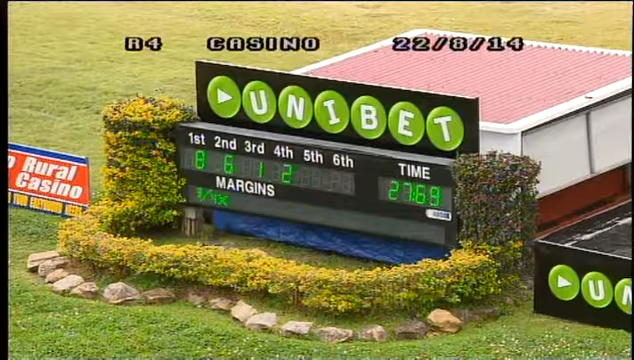 R4 CASINO 22/8/14
UNIBET
1st 2nd 3rd 4th 5th 6th TIME
8 6 1 2 27.69
MARGINS
Rural
Casino
UN